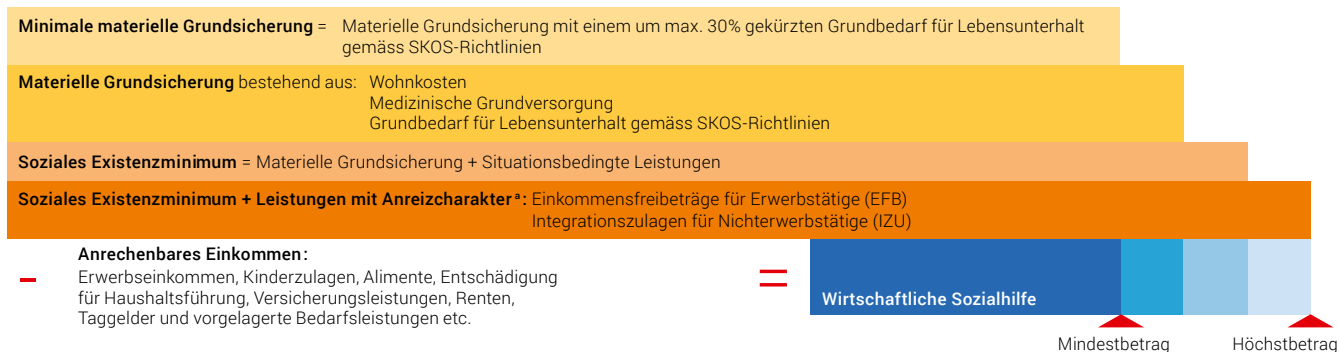 Minimale materielle Grundsicherung = Materielle Grundsicherung mit einem um max. 30% gekürzten Grundbedarf für Lebensunterhalt
gemäss SKOS-Richtlinien
Materielle Grundsicherung bestehend aus: Wohnkosten
Medizinische Grundversorgung
Grundbedarf für Lebensunterhalt gemäss SKOS-Richtlinien
Soziales Existenzminimum = Materielle Grundsicherung + Situationsbedingte Leistungen
Soziales Existenzminimum + Leistungen mit Anreizcharakter ᵃ: Einkommensfreibeträge für Erwerbstätige (EFB)
Integrationszulagen für Nichterwerbstätige (IZU)
Anrechenbares Einkommen:
– Erwerbseinkommen, Kinderzulagen, Alimente, Entschädigung
für Haushaltsführung, Versicherungsleistungen, Renten,
Taggelder und vorgelagerte Bedarfsleistungen etc.
=
Wirtschaftliche Sozialhilfe
Mindestbetrag Höchstbetrag